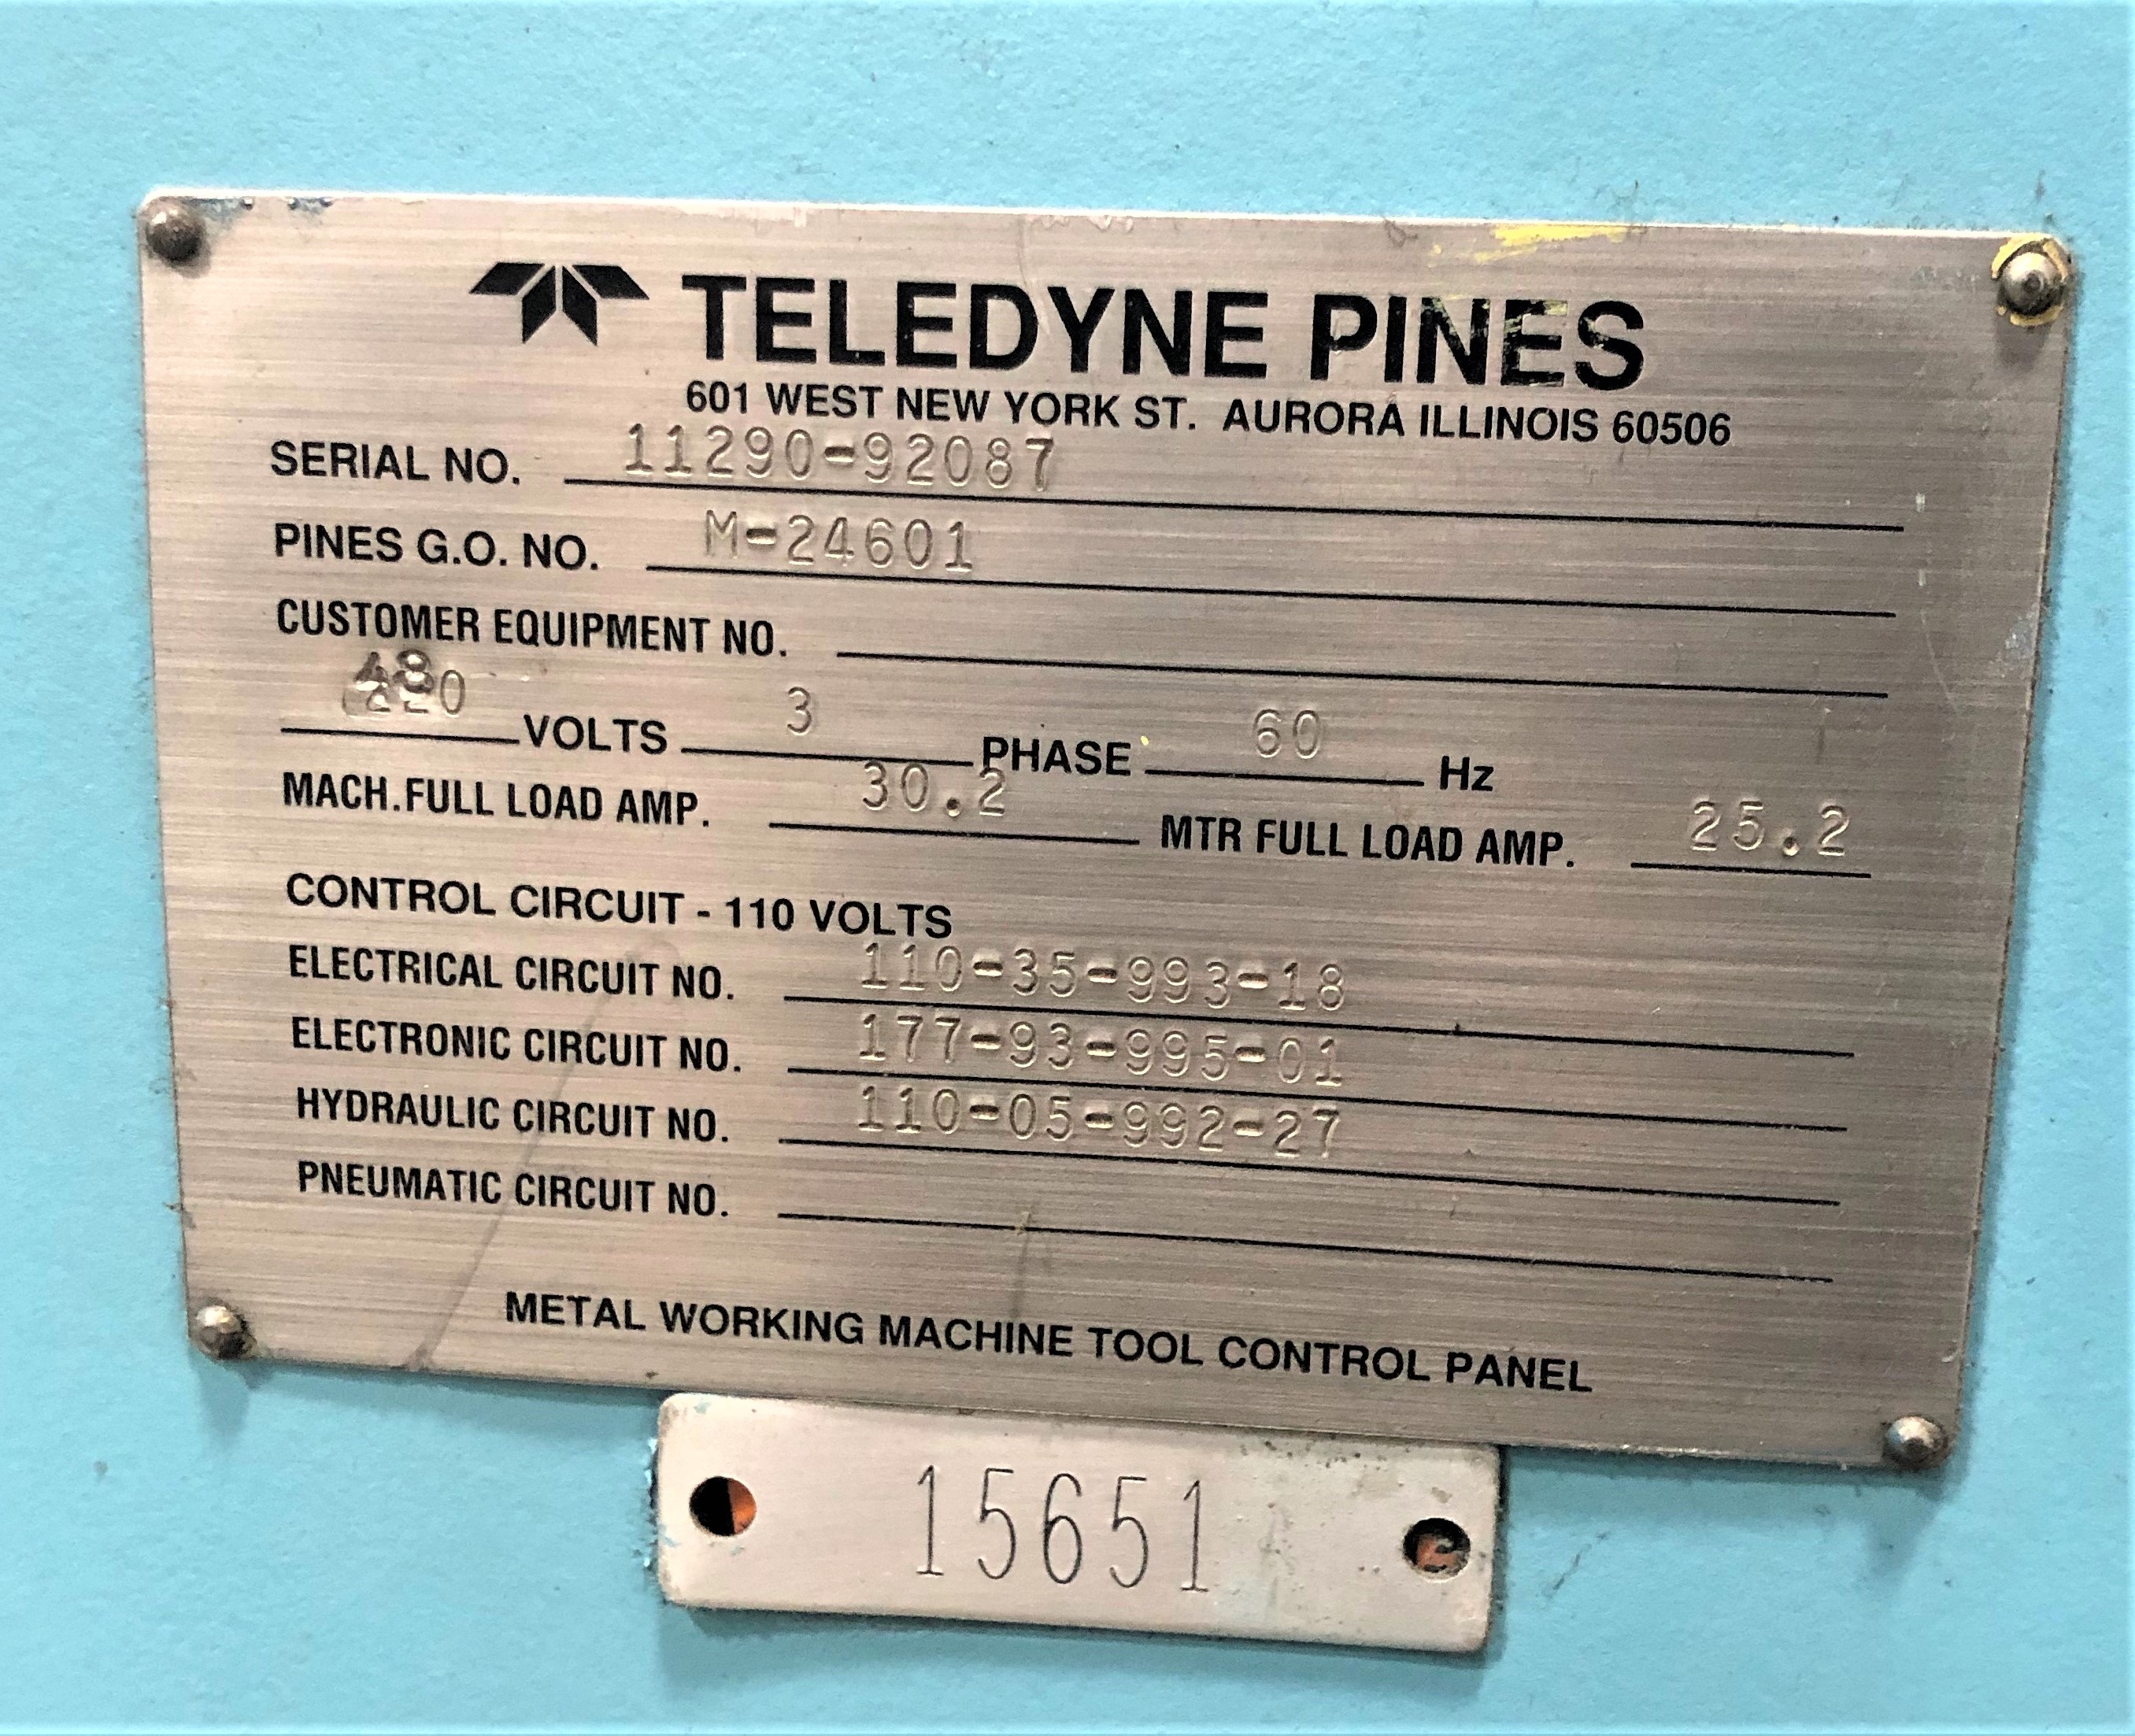 TELEDYNE PINES
601 WEST NEW YORK ST. AURORA ILLINOIS 60506
SERIAL NO. 11290-92087
PINES G.O. NO. M-24601
CUSTOMER EQUIPMENT NO.
VOLTS 3 PHASE 60 Hz
MACH.FULL LOAD AMP. 30.2 MTR FULL LOAD AMP. 25.2
CONTROL CIRCUIT - 110 VOLTS
ELECTRICAL CIRCUIT NO. 110-35-993-18
ELECTRONIC CIRCUIT NO. 177-93-995-01
HYDRAULIC CIRCUIT NO. 110-05-992-27
PNEUMATIC CIRCUIT NO.
METAL WORKING MACHINE TOOL CONTROL PANEL
15651